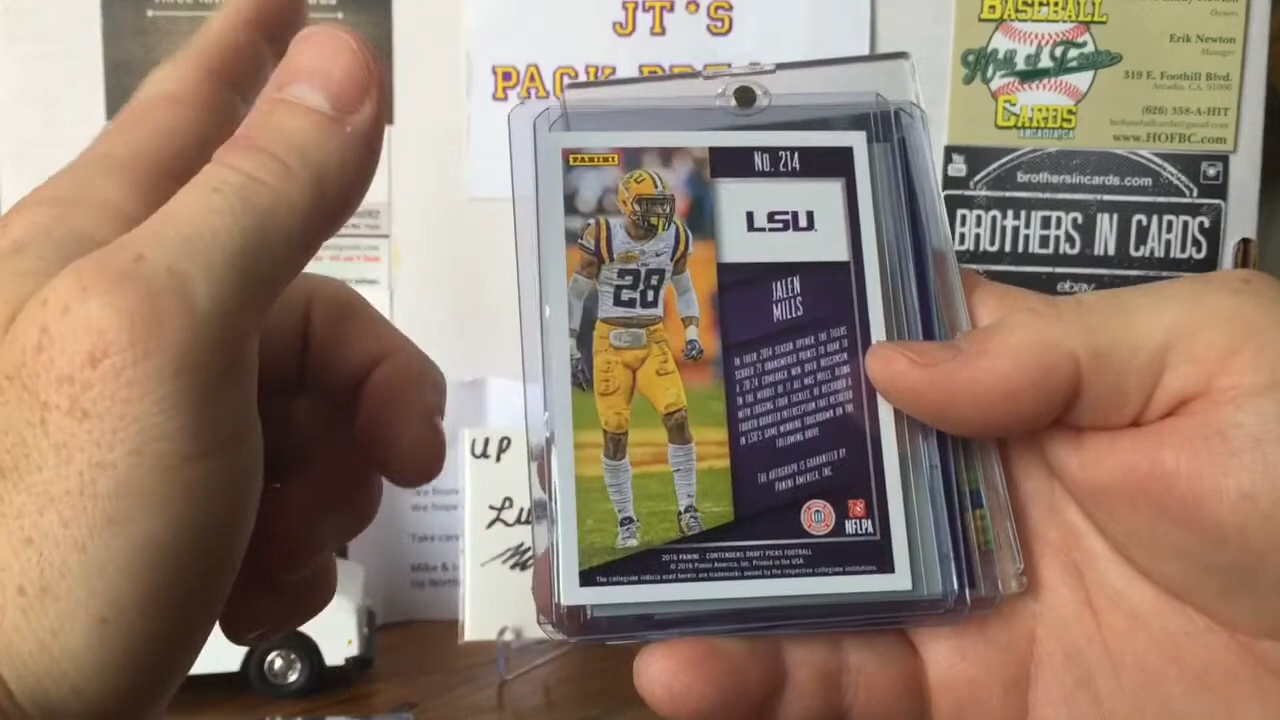 JT'S
PACK
BASEBALL
Hall of Fame
CARDS
ARCADIA CA
Owners
Erik Newton
Manager
319 E. Foothill Blvd.
Arcadia, CA. 91006
(626) 358-A-HIT
www.HOFBC.com
brothersincards.com
BROTHERS IN CARDS
ebay
PANINI
No. 214
LSU
28
JALEN
MILLS
IN THEIR 2014 SEASON OPENER, THE TIGERS
SCORED 21 UNANSWERED POINTS TO ROAR TO
A 28-24 COMEBACK WIN OVER WISCONSIN.
IN THE MIDDLE OF IT ALL WAS MILLS. ALONG
WITH LOGGING FOUR TACKLES, HE RECORDED A
FOURTH-QUARTER INTERCEPTION THAT RESULTED
IN LSU'S GAME-WINNING TOUCHDOWN ON THE
FOLLOWING DRIVE.
THE AUTOGRAPH IS GUARANTEED BY
PANINI AMERICA, INC.
NFLPA
2016 PANINI - CONTENDERS DRAFT PICKS FOOTBALL
© 2016 Panini America, Inc. Printed in the USA.
The collegiate indicia used herein are trademarks owned by the respective collegiate institutions.
UP
Take care
Mike &